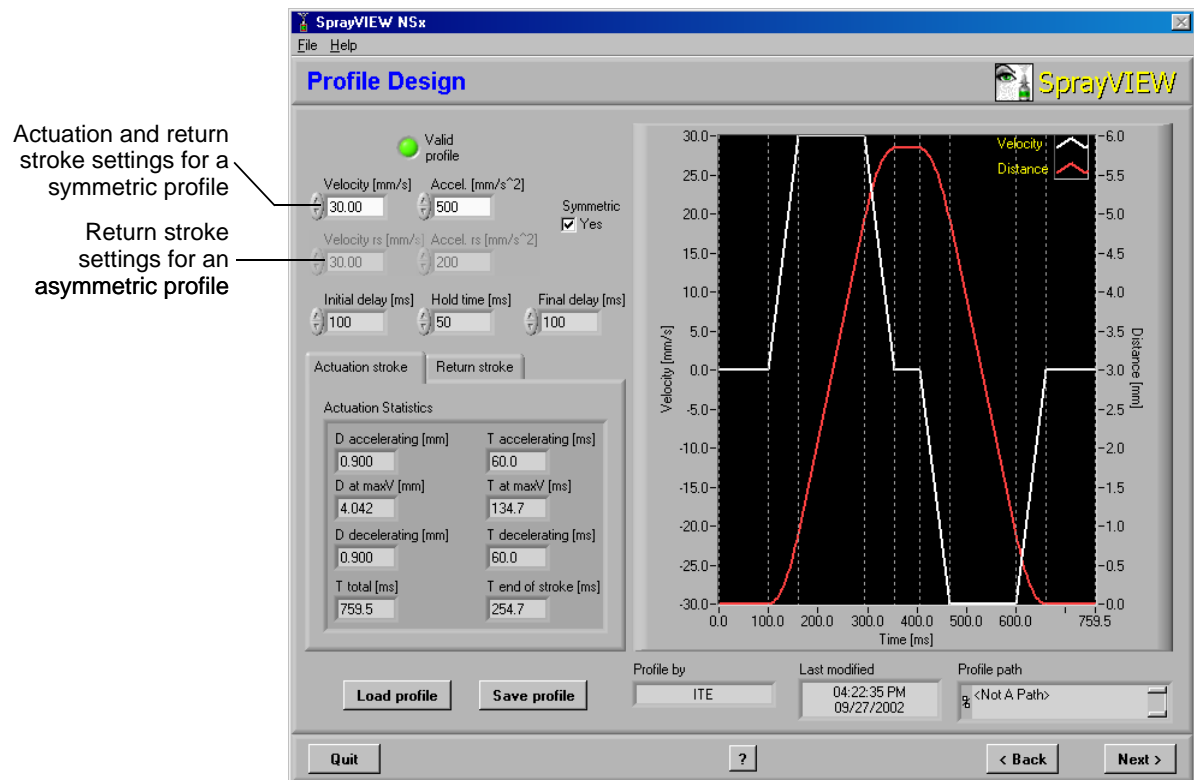 SprayVIEW NSx
File Help
Profile Design
SprayVIEW
Actuation and return
stroke settings for a
symmetric profile
Return stroke
settings for an
asymmetric profile
Valid
profile
Velocity [mm/s] Accel. [mm/s^2]
30.00 500
Symmetric
Yes
Velocity rs [mm/s] Accel. rs [mm/s^2]
30.00 200
Initial delay [ms] Hold time [ms] Final delay [ms]
100 50 100
Actuation stroke Return stroke
Actuation Statistics
D accelerating [mm] T accelerating [ms]
0.900 60.0
D at maxV [mm] T at maxV [ms]
4.042 134.7
D decelerating [mm] T decelerating [ms]
0.900 60.0
T total [ms] T end of stroke [ms]
759.5 254.7
Load profile Save profile
Velocity
Distance
30.0
25.0
20.0
15.0
10.0
5.0
0.0
-5.0
-10.0
-15.0
-20.0
-25.0
-30.0
Velocity [mm/s]
6.0
5.5
5.0
4.5
4.0
3.5
3.0
2.5
2.0
1.5
1.0
0.5
0.0
Distance [mm]
0.0 100.0 200.0 300.0 400.0 500.0 600.0 759.5
Time [ms]
Profile by Last modified Profile path
ITE 04:22:35 PM <Not A Path>
09/27/2002
Quit ? < Back Next >